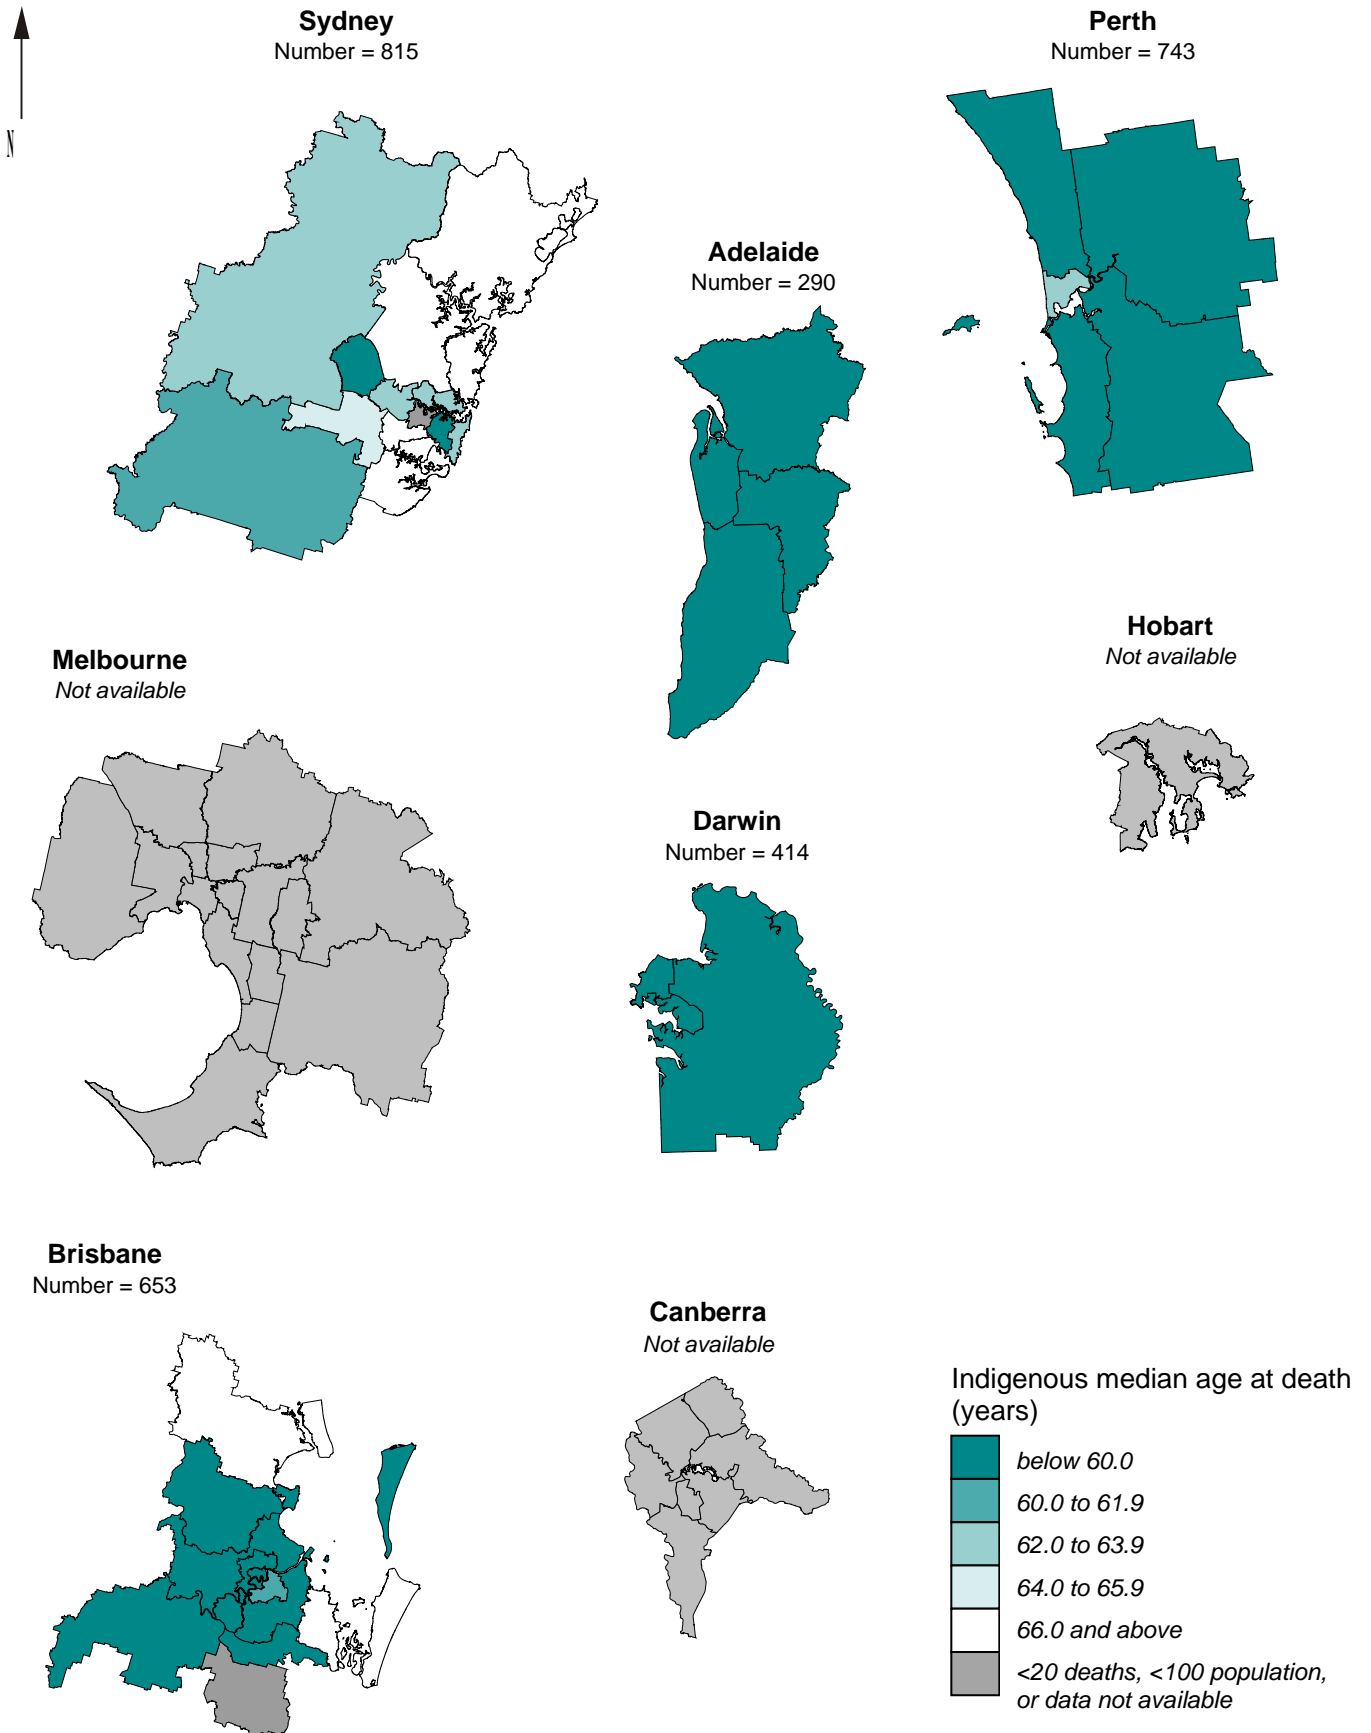 Sydney
Number = 815
Perth
Number = 743
N
Adelaide
Number = 290
Hobart
Not available
Melbourne
Not available
Darwin
Number = 414
Brisbane
Number = 653
Canberra
Not available
Indigenous median age at death
(years)
below 60.0
60.0 to 61.9
62.0 to 63.9
64.0 to 65.9
66.0 and above
<20 deaths, <100 population,
or data not available